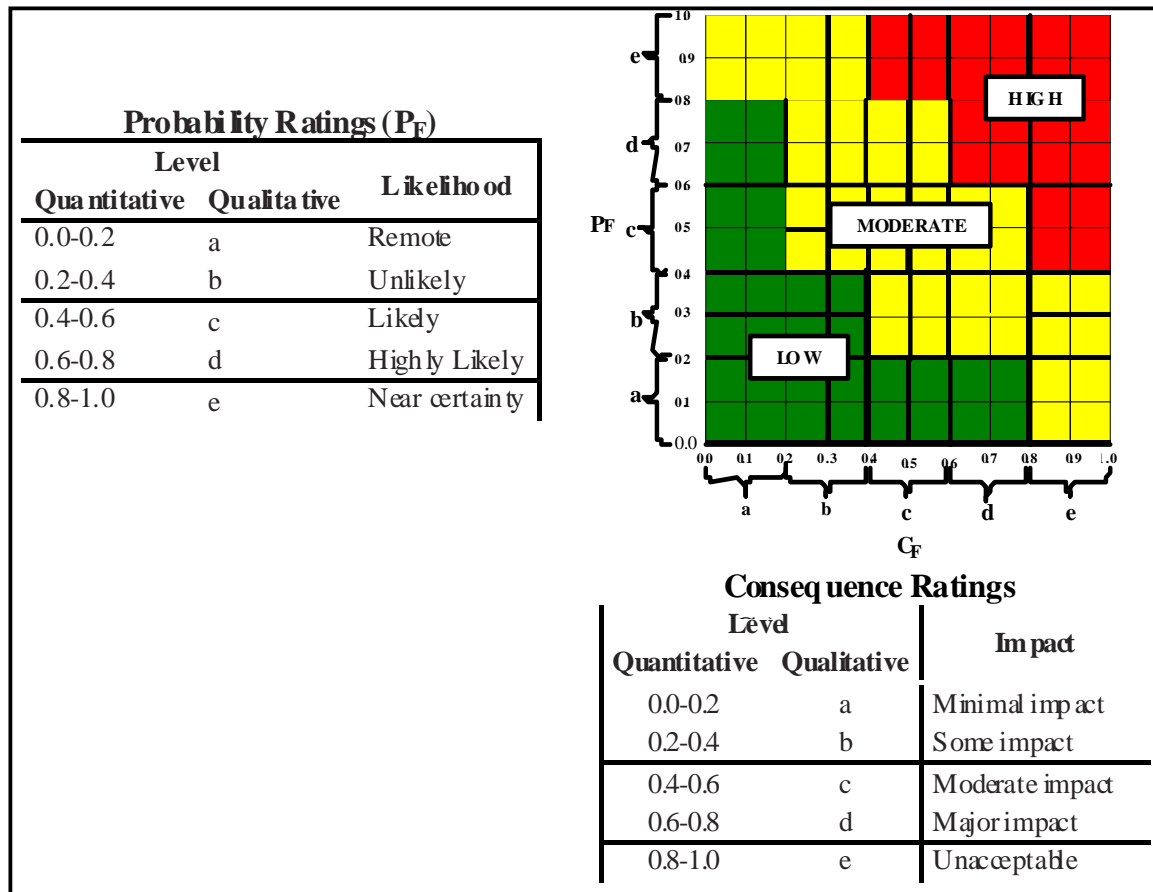 Probability Ratings (PF)
Level
Quantitative Qualitative Likelihood
0.0-0.2 a Remote
0.2-0.4 b Unlikely
0.4-0.6 c Likely
0.6-0.8 d Highly Likely
0.8-1.0 e Near certainty
1.0
e 0.9
HIGH
0.8
d 0.7
0.6
PF c 0.5 MODERATE
0.4
b 0.3
0.2 LOW
a 0.1
0.0
0.0 0.1 0.2 0.3 0.4 0.5 0.6 0.7 0.8 0.9 1.0
a b c d e
CF
Consequence Ratings
Level
Quantitative Qualitative Impact
0.0-0.2 a Minimal impact
0.2-0.4 b Some impact
0.4-0.6 c Moderate impact
0.6-0.8 d Major impact
0.8-1.0 e Unacceptable